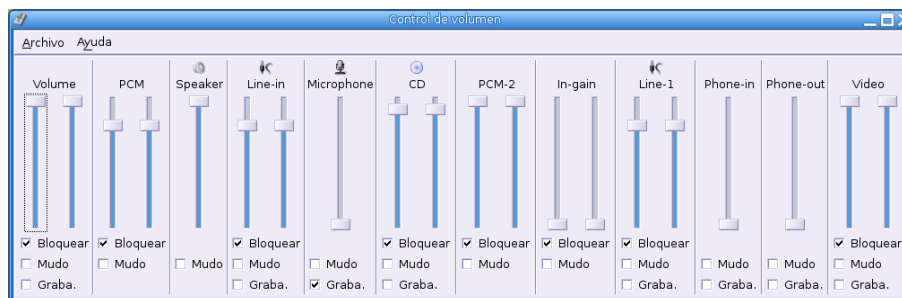 Control de volumen
Archivo Ayuda
Volume PCM Speaker Line-in Microphone CD PCM-2 In-gain Line-1 Phone-in Phone-out Video
Bloquear Bloquear Bloquear Bloquear Bloquear Bloquear Bloquear Bloquear
Mudo Mudo Mudo Mudo Mudo Mudo Mudo Mudo Mudo Mudo Mudo Mudo
Graba. Graba. Graba. Graba. Graba. Graba. Graba. Graba.